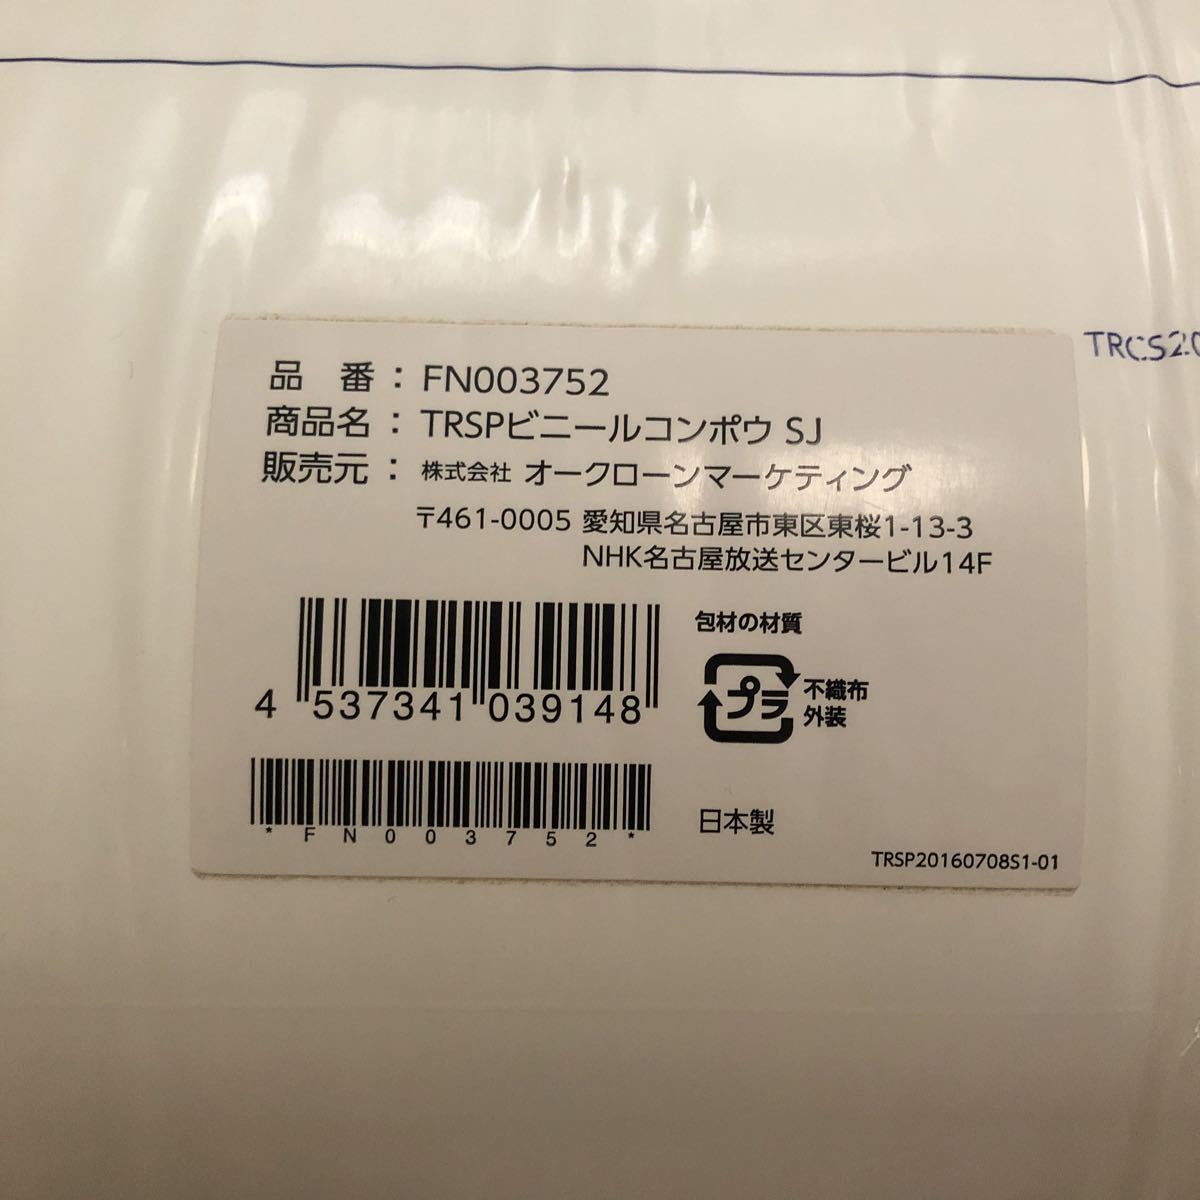 TRCS20
品 番 : FN003752
商品名 : TRSPビニールコンポウ SJ
販売元 : 株式会社 オークローンマーケティング
〒461-0005 愛知県名古屋市東区東桜1-13-3
NHK名古屋放送センタービル14F
4 537341 039148
包材の材質
プラ
不織布
外装
*FN003752*
日本製
TRSP20160708S1-01